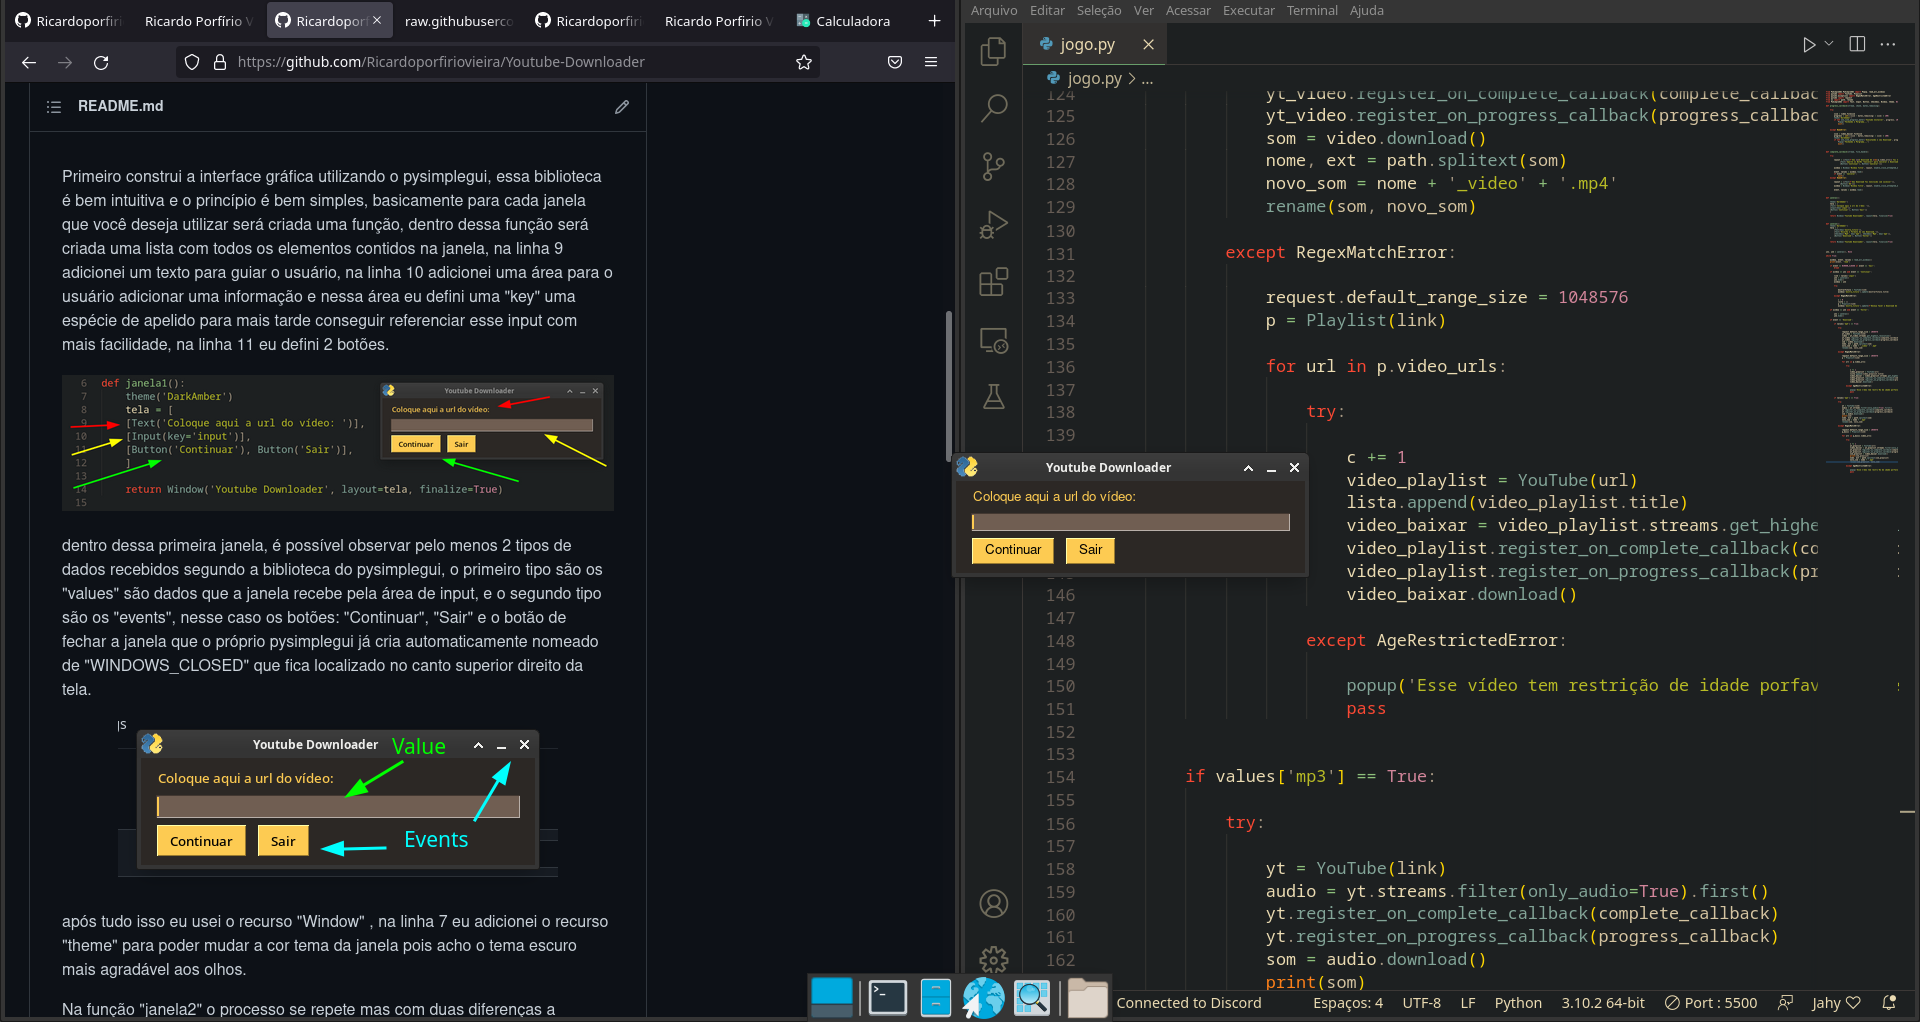 Ricardoporfiri
Ricardo Porfírio V
Ricardopor
raw.githubuserco
Ricardoporfiri
Ricardo Porfirio V
Calculadora
https://github.com/Ricardoporfiriovieira/Youtube-Downloader
README.md
Primeiro construi a interface gráfica utilizando o pysimplegui, essa biblioteca
é bem intuitiva e o princípio é bem simples, basicamente para cada janela
que você deseja utilizar será criada uma função, dentro dessa função será
criada uma lista com todos os elementos contidos na janela, na linha 9
adicionei um texto para guiar o usuário, na linha 10 adicionei uma área para o
usuário adicionar uma informação e nessa área eu defini uma "key" uma
espécie de apelido para mais tarde conseguir referenciar esse input com
mais facilidade, na linha 11 eu defini 2 botões.
6 def janela1():
7 theme('DarkAmber')
8 tela = [
9 [Text('Coloque aqui a url do vídeo: ')],
10 [Input(key='input')],
11 [Button('Continuar'), Button('Sair')],
12 ]
13
14 return Window('Youtube Downloader', layout=tela, finalize=True)
15
Youtube Downloader
Coloque aqui a url do vídeo:
Continuar Sair
dentro dessa primeira janela, é possível observar pelo menos 2 tipos de
dados recebidos segundo a biblioteca do pysimplegui, o primeiro tipo são os
"values" são dados que a janela recebe pela área de input, e o segundo tipo
são os "events", nesse caso os botões: "Continuar", "Sair" e o botão de
fechar a janela que o próprio pysimplegui já cria automaticamente nomeado
de "WINDOWS_CLOSED" que fica localizado no canto superior direito da
tela.
Youtube Downloader
Value
Coloque aqui a url do vídeo:
Continuar Sair
Events
após tudo isso eu usei o recurso "Window" , na linha 7 eu adicionei o recurso
"theme" para poder mudar a cor tema da janela pois acho o tema escuro
mais agradável aos olhos.
Na função "janela2" o processo se repete mas com duas diferenças a
Arquivo Editar Seleção Ver Acessar Executar Terminal Ajuda
jogo.py
jogo.py > ...
124 yt_video.register_on_complete_callback(complete_callbac
125 yt_video.register_on_progress_callback(progress_callbac
126 som = video.download()
127 nome, ext = path.splitext(som)
128 novo_som = nome + '_video' + '.mp4'
129 rename(som, novo_som)
130
131 except RegexMatchError:
132
133 request.default_range_size = 1048576
134 p = Playlist(link)
135
136 for url in p.video_urls:
137
138 try:
139
c += 1
video_playlist = YouTube(url)
lista.append(video_playlist.title)
video_baixar = video_playlist.streams.get_highe
video_playlist.register_on_complete_callback(co
video_playlist.register_on_progress_callback(pr
146 video_baixar.download()
147
148 except AgeRestrictedError:
149
150 popup('Esse vídeo tem restrição de idade porfav
151 pass
152
153
154 if values['mp3'] == True:
155
156 try:
157
158 yt = YouTube(link)
159 audio = yt.streams.filter(only_audio=True).first()
160 yt.register_on_complete_callback(complete_callback)
161 yt.register_on_progress_callback(progress_callback)
162 som = audio.download()
print(som)
Youtube Downloader
Coloque aqui a url do vídeo:
Continuar Sair
Connected to Discord
Espaços: 4 UTF-8 LF Python 3.10.2 64-bit Port : 5500 Jahy